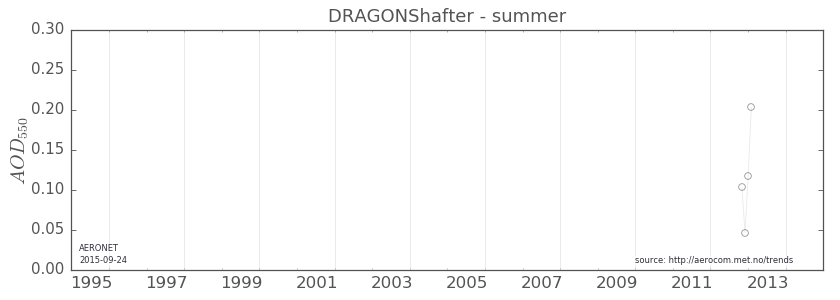 DRAGONShafter - summer
0.30
0.25
0.20
0.15
0.10
0.05
0.00
AOD550
AERONET
2015-09-24
source: http://aerocom.met.no/trends
1995 1997 1999 2001 2003 2005 2007 2009 2011 2013